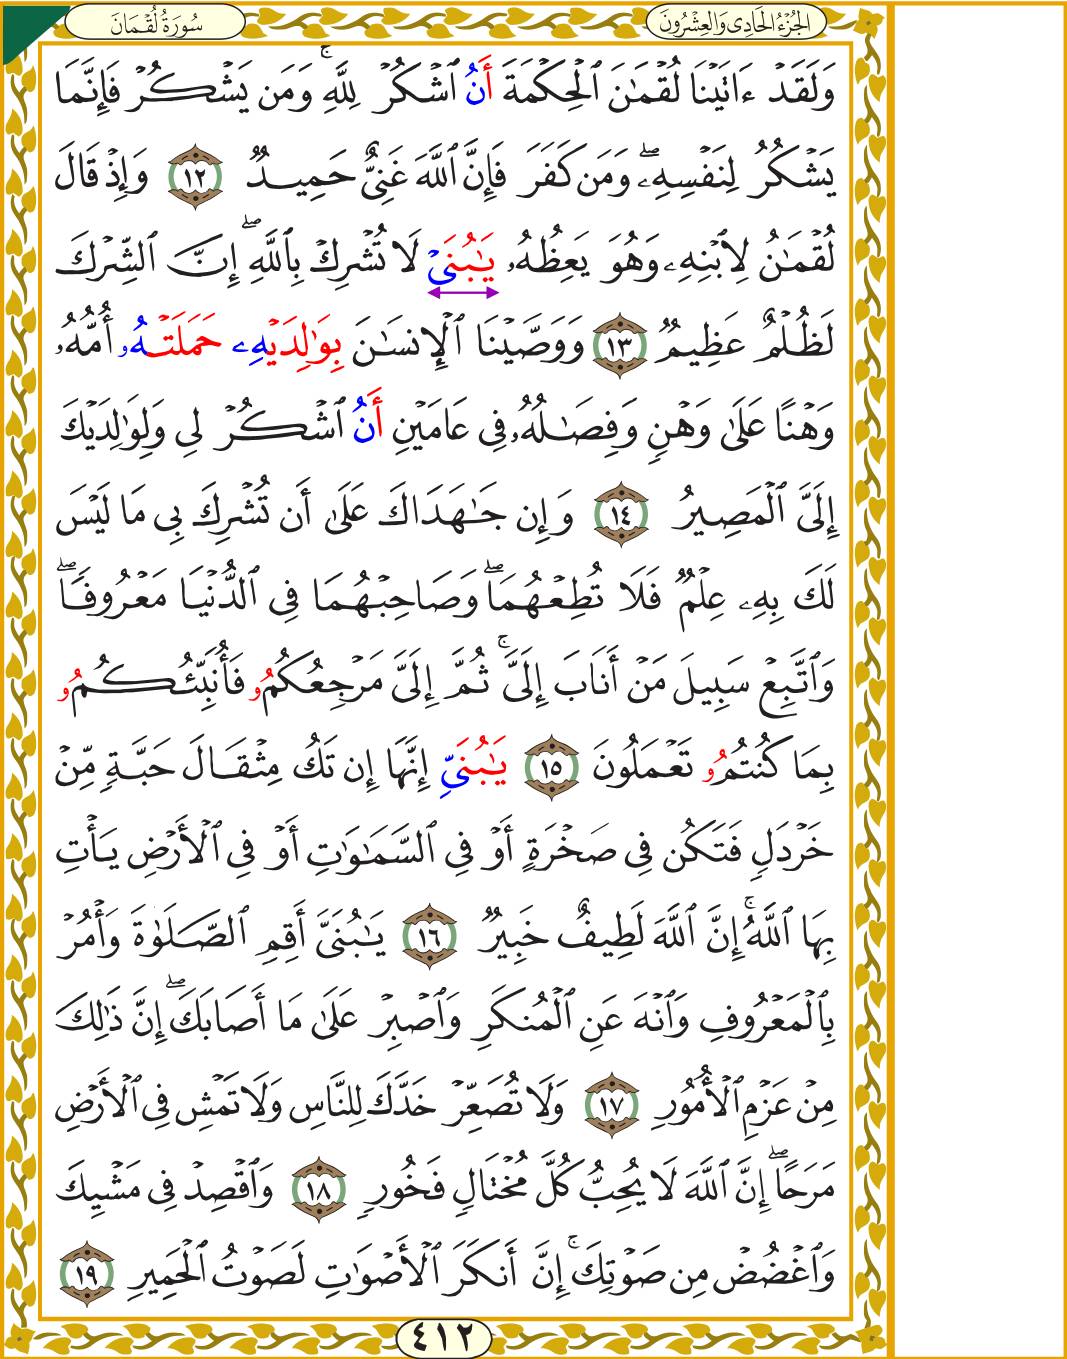 سُورَةُ لُقْمَانَ
الجُزْءُ الحَادِى وَالعِشْرُونَ
وَلَقَدْ ءَاتَيْنَا لُقْمَٰنَ ٱلْحِكْمَةَ أَنُ ٱشْكُرْ لِلَّهِۚ وَمَن يَشْكُرْ فَإِنَّمَا
يَشْكُرُ لِنَفْسِهِۦۖ وَمَن كَفَرَ فَإِنَّ ٱللَّهَ غَنِىٌّ حَمِيدٌ ١٢ وَإِذْ قَالَ
لُقْمَٰنُ لِٱبْنِهِۦ وَهُوَ يَعِظُهُۥ يَٰبُنَىْ لَا تُشْرِكْ بِٱللَّهِۖ إِنَّ ٱلشِّرْكَ
لَظُلْمٌ عَظِيمٌ ١٣ وَوَصَّيْنَا ٱلْإِنسَٰنَ بِوَٰلِدَيْهِۦ حَمَلَتْهُۥ أُمُّهُۥ
وَهْنًا عَلَىٰ وَهْنٍ وَفِصَٰلُهُۥ فِى عَامَيْنِ أَنُ ٱشْكُرْ لِى وَلِوَٰلِدَيْكَ
إِلَىَّ ٱلْمَصِيرُ ١٤ وَإِن جَٰهَدَاكَ عَلَىٰ أَن تُشْرِكَ بِى مَا لَيْسَ
لَكَ بِهِۦ عِلْمٌ فَلَا تُطِعْهُمَاۖ وَصَاحِبْهُمَا فِى ٱلدُّنْيَا مَعْرُوفًاۖ
وَٱتَّبِعْ سَبِيلَ مَنْ أَنَابَ إِلَىَّۚ ثُمَّ إِلَىَّ مَرْجِعُكُمُۥ فَأُنَبِّئُكُمُۥ
بِمَا كُنتُمُۥ تَعْمَلُونَ ١٥ يَٰبُنَىِّ إِنَّهَا إِن تَكُ مِثْقَالَ حَبَّةٍ مِّنْ
خَرْدَلٍ فَتَكُن فِى صَخْرَةٍ أَوْ فِى ٱلسَّمَٰوَٰتِ أَوْ فِى ٱلْأَرْضِ يَأْتِ
بِهَا ٱللَّهُۚ إِنَّ ٱللَّهَ لَطِيفٌ خَبِيرٌ ١٦ يَٰبُنَىَّ أَقِمِ ٱلصَّلَوٰةَ وَأْمُرْ
بِٱلْمَعْرُوفِ وَٱنْهَ عَنِ ٱلْمُنكَرِ وَٱصْبِرْ عَلَىٰ مَا أَصَابَكَۖ إِنَّ ذَٰلِكَ
مِنْ عَزْمِ ٱلْأُمُورِ ١٧ وَلَا تُصَعِّرْ خَدَّكَ لِلنَّاسِ وَلَا تَمْشِ فِى ٱلْأَرْضِ
مَرَحًاۖ إِنَّ ٱللَّهَ لَا يُحِبُّ كُلَّ مُخْتَالٍ فَخُورٍ ١٨ وَٱقْصِدْ فِى مَشْيِكَ
وَٱغْضُضْ مِن صَوْتِكَۚ إِنَّ أَنكَرَ ٱلْأَصْوَٰتِ لَصَوْتُ ٱلْحَمِيرِ ١٩
٤١٢